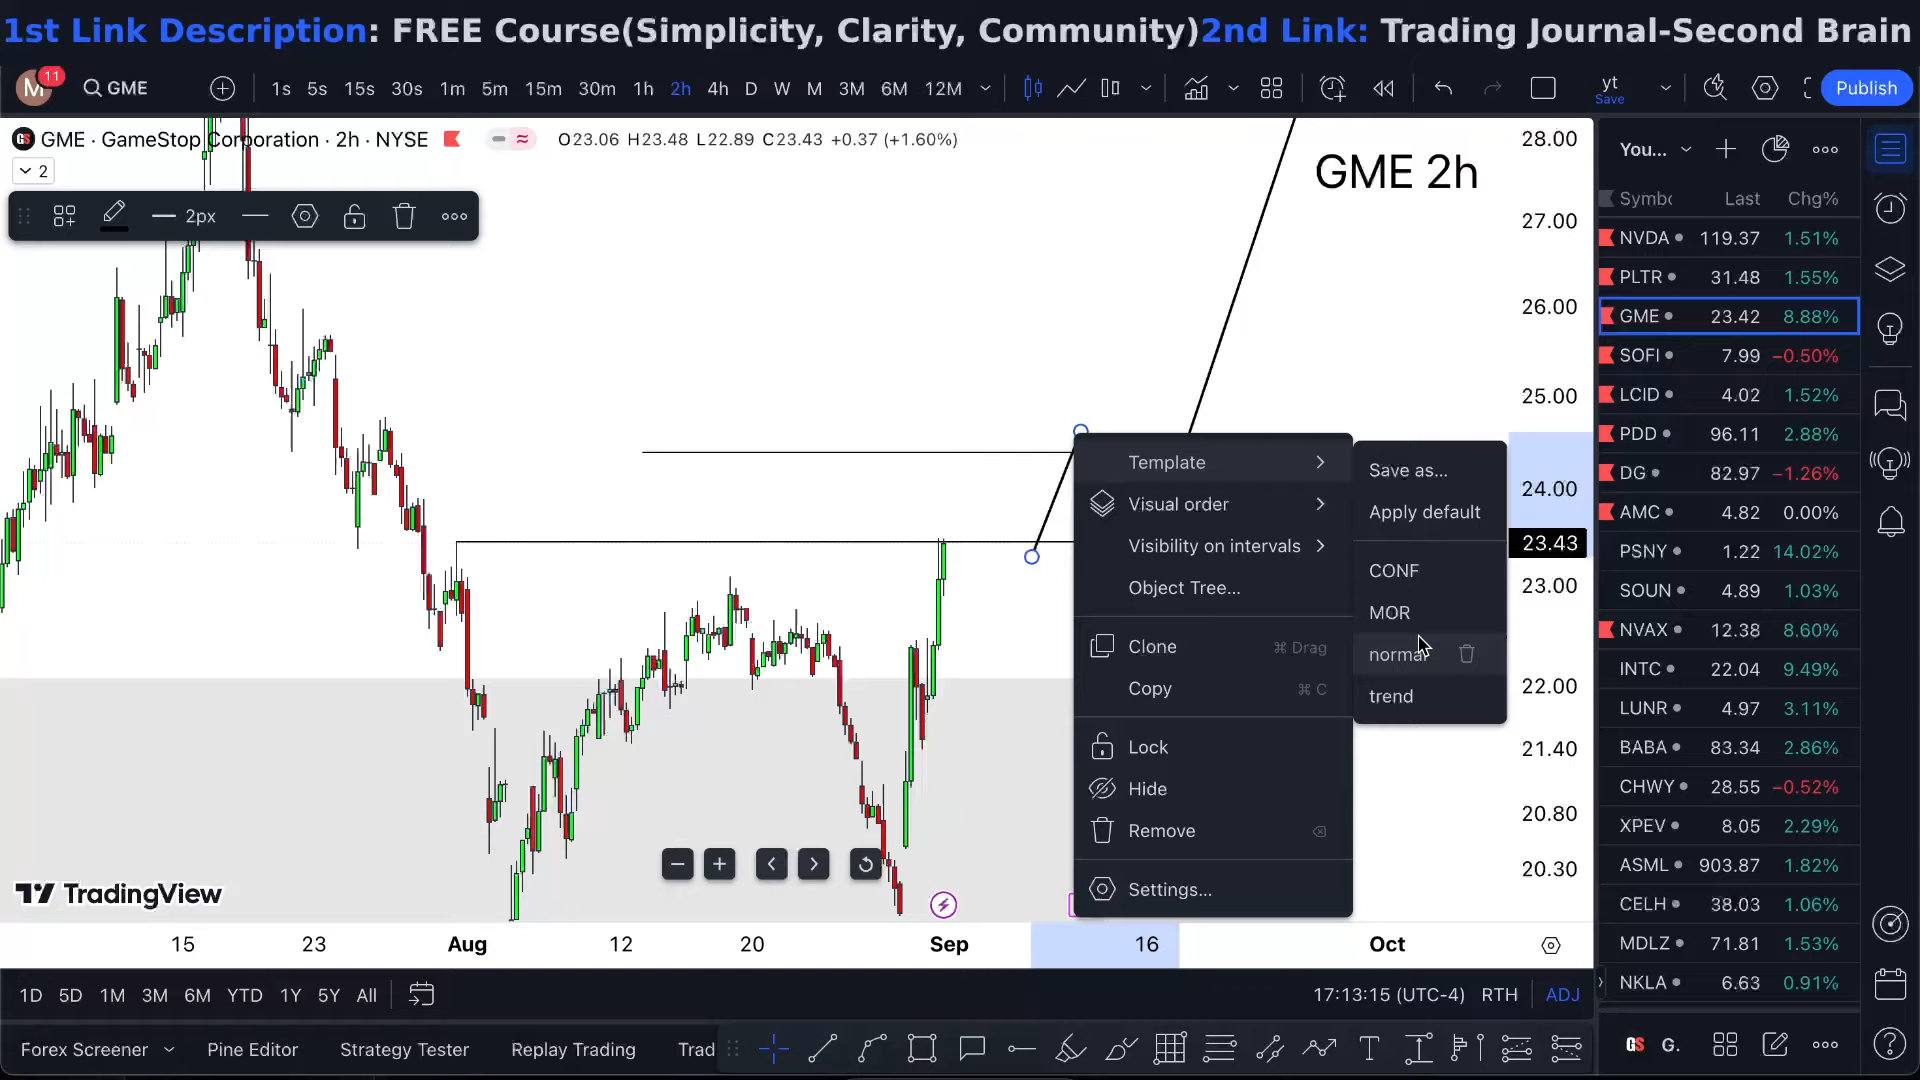 1st Link Description: FREE Course(Simplicity, Clarity, Community)2nd Link: Trading Journal-Second Brain
M 11 GME 1s 5s 15s 30s 1m 5m 15m 30m 1h 2h 4h D W M 3M 6M 12M yt Save Publish
GME · GameStop Corporation · 2h · NYSE O23.06 H23.48 L22.89 C23.43 +0.37 (+1.60%)
2
2px
GME 2h
28.00
27.00
26.00
25.00
24.00
23.43
23.00
22.00
21.40
20.80
20.30
Template
Visual order
Visibility on intervals
Object Tree...
Clone ⌘ Drag
Copy ⌘ C
Lock
Hide
Remove
Settings...
Save as...
Apply default
CONF
MOR
normal
trend
TradingView
15 23 Aug 12 20 Sep 16 Oct
1D 5D 1M 3M 6M YTD 1Y 5Y All 17:13:15 (UTC-4) RTH ADJ
Forex Screener Pine Editor Strategy Tester Replay Trading Trad
You...
Symbc Last Chg%
NVDA 119.37 1.51%
PLTR 31.48 1.55%
GME 23.42 8.88%
SOFI 7.99 −0.50%
LCID 4.02 1.52%
PDD 96.11 2.88%
DG 82.97 −1.26%
AMC 4.82 0.00%
PSNY 1.22 14.02%
SOUN 4.89 1.03%
NVAX 12.38 8.60%
INTC 22.04 9.49%
LUNR 4.97 3.11%
BABA 83.34 2.86%
CHWY 28.55 −0.52%
XPEV 8.05 2.29%
ASML 903.87 1.82%
CELH 38.03 1.06%
MDLZ 71.81 1.53%
NKLA 6.63 0.91%
GS G.